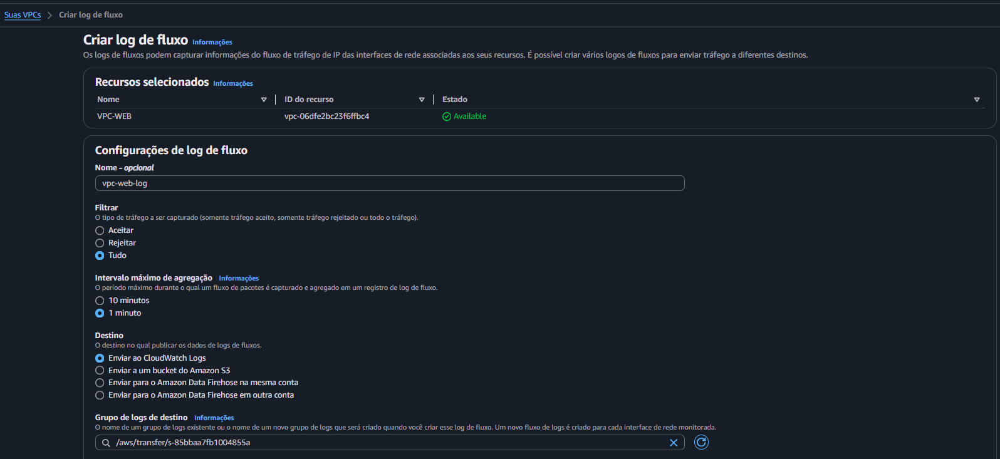 Suas VPCs > Criar log de fluxo
Criar log de fluxo Informações
Os logs de fluxos podem capturar informações do fluxo de tráfego de IP das interfaces de rede associadas aos seus recursos. É possível criar vários logos de fluxos para enviar tráfego a diferentes destinos.
Recursos selecionados Informações
Nome ID do recurso Estado
VPC-WEB vpc-06dfe2bc23f6ffbc4 Available
Configurações de log de fluxo
Nome - opcional
vpc-web-log
Filtrar
O tipo de tráfego a ser capturado (somente tráfego aceito, somente tráfego rejeitado ou todo o tráfego).
Aceitar
Rejeitar
Tudo
Intervalo máximo de agregação Informações
O período máximo durante o qual um fluxo de pacotes é capturado e agregado em um registro de log de fluxo.
10 minutos
1 minuto
Destino
O destino no qual publicar os dados de logs de fluxos.
Enviar ao CloudWatch Logs
Enviar a um bucket do Amazon S3
Enviar para o Amazon Data Firehose na mesma conta
Enviar para o Amazon Data Firehose em outra conta
Grupo de logs de destino Informações
O nome de um grupo de logs existente ou o nome de um novo grupo de logs que será criado quando você criar esse log de fluxo. Um novo fluxo de logs é criado para cada interface de rede monitorada.
/aws/transfer/s-85bbaa7fb1004855a